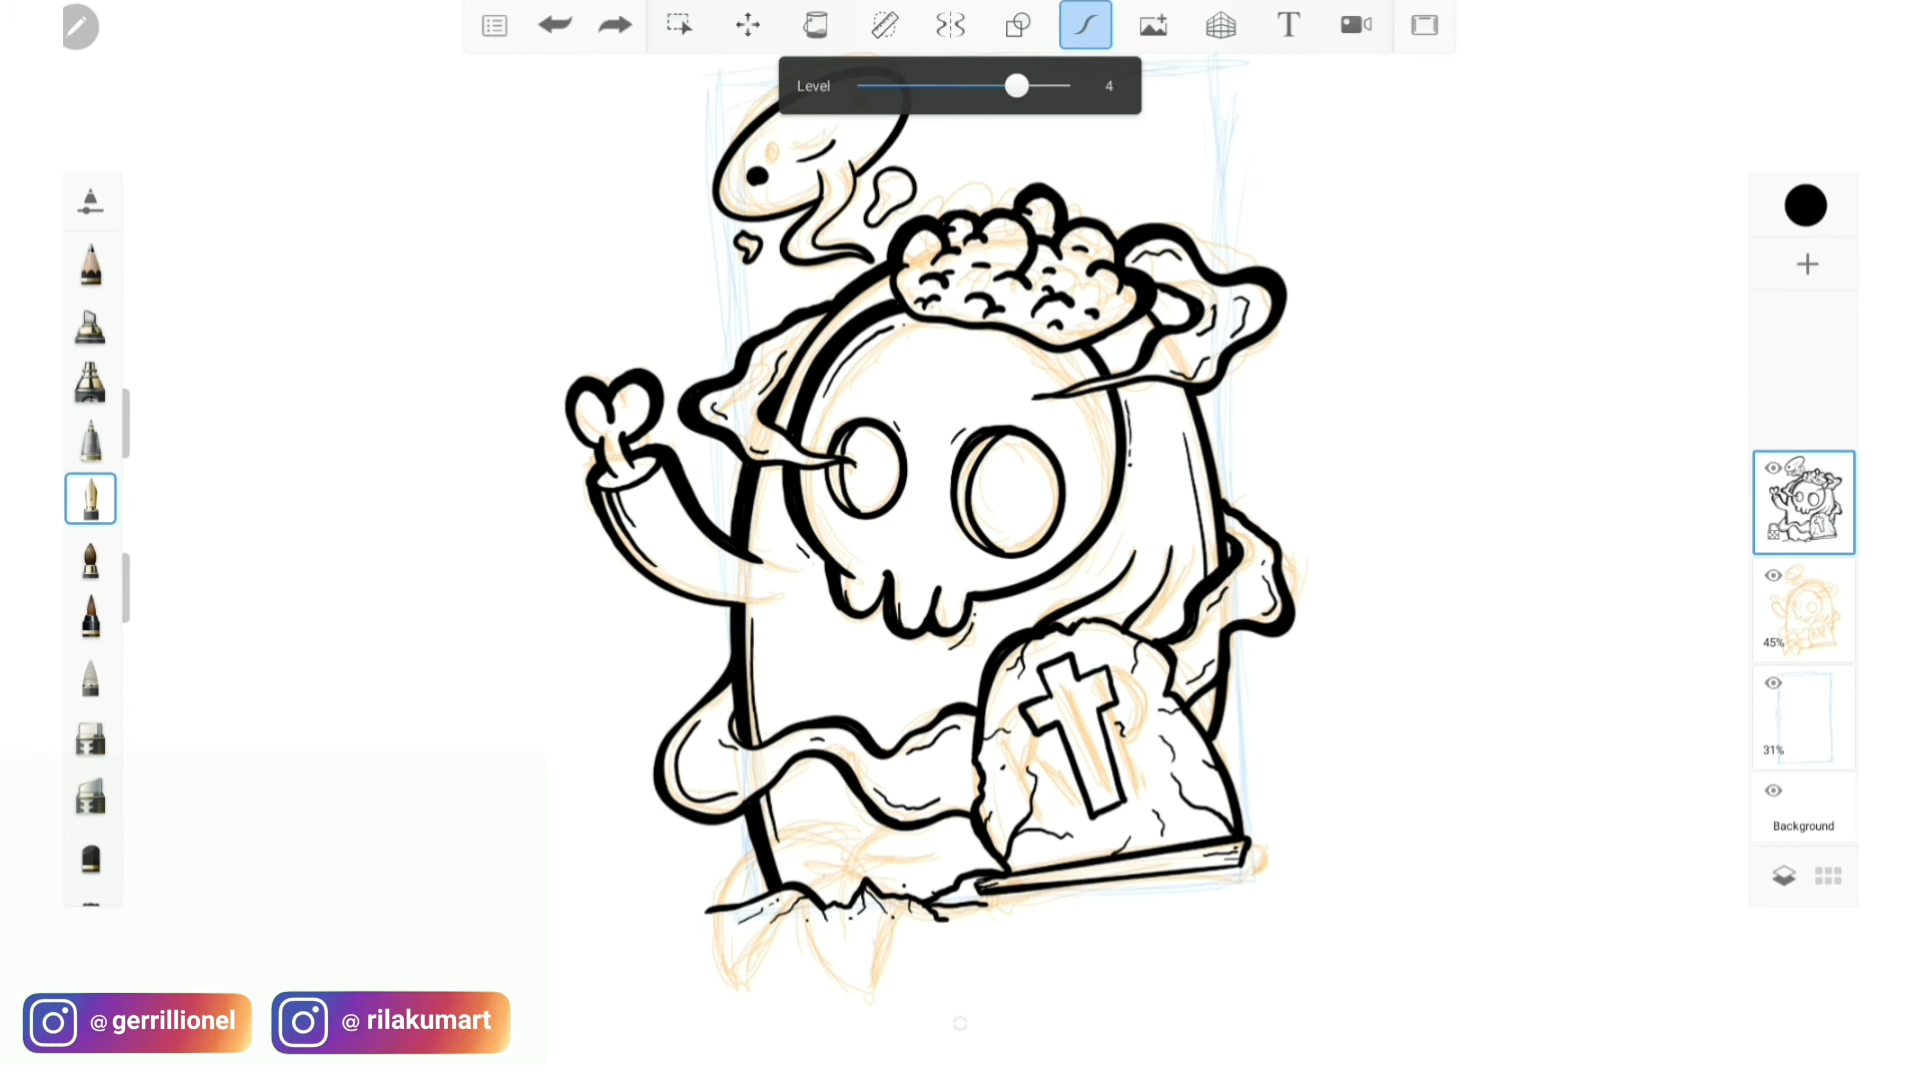 Level 4
45%
31%
Background
@ gerrillionel
@ rilakumart